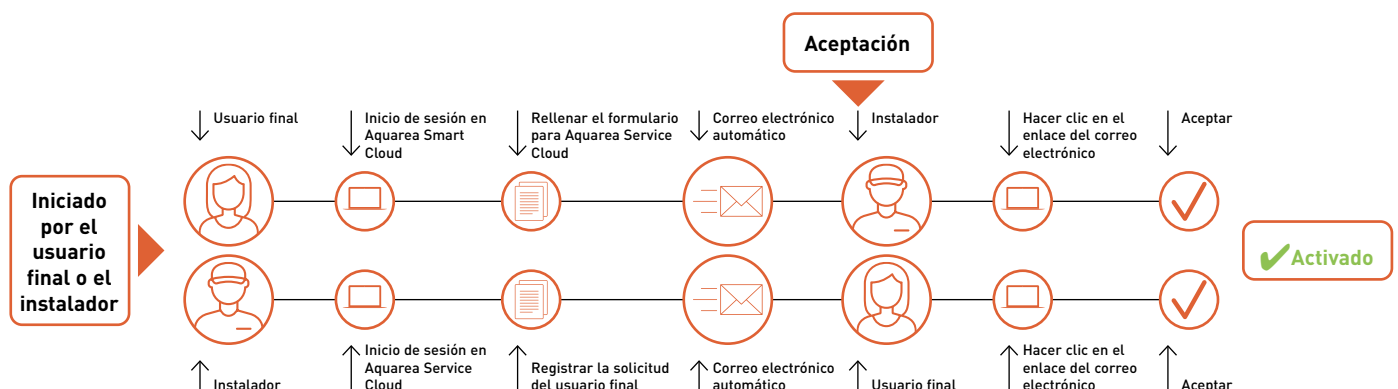 Aceptación
Usuario final
Inicio de sesión en
Aquarea Smart
Cloud
Rellenar el formulario
para Aquarea Service
Cloud
Correo electrónico
automático
Instalador
Hacer clic en el
enlace del correo
electrónico
Aceptar
Iniciado
por el
usuario
final o el
instalador
Activado
Instalador
Inicio de sesión en
Aquarea Service
Cloud
Registrar la solicitud
del usuario final
Correo electrónico
automático
Usuario final
Hacer clic en el
enlace del correo
electrónico
Aceptar